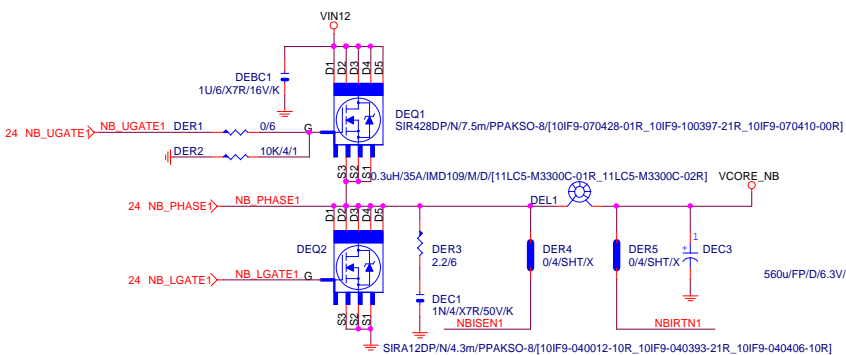 VIN12
D1 D2 D3 D4 D5
DEBC1
1U/6/X7R/16V/K
DEQ1
SIR428DP/N/7.5m/PPAKSO-8/[10IF9-070428-01R_10IF9-100397-21R_10IF9-070410-00R]
24 NB_UGATE1 NB_UGATE1 DER1 0/6 G
DER2 10K/4/1
S3 S2 S1
0.3uH/35A/IMD109/M/D/[11LC5-M3300C-01R_11LC5-M3300C-02R]
VCORE_NB
24 NB_PHASE1 NB_PHASE1 DEL1
D1 D2 D3 D4 D5
DEQ2
DER3
2.2/6
DER4
0/4/SHT/X
DER5
0/4/SHT/X
1
+
DEC3
560u/FP/D/6.3V/
24 NB_LGATE1 NB_LGATE1 G
DEC1
1N/4/X7R/50V/K
S3 S2 S1
NBISEN1
NBIRTN1
SIRA12DP/N/4.3m/PPAKSO-8/[10IF9-040012-10R_10IF9-040393-21R_10IF9-040406-10R]